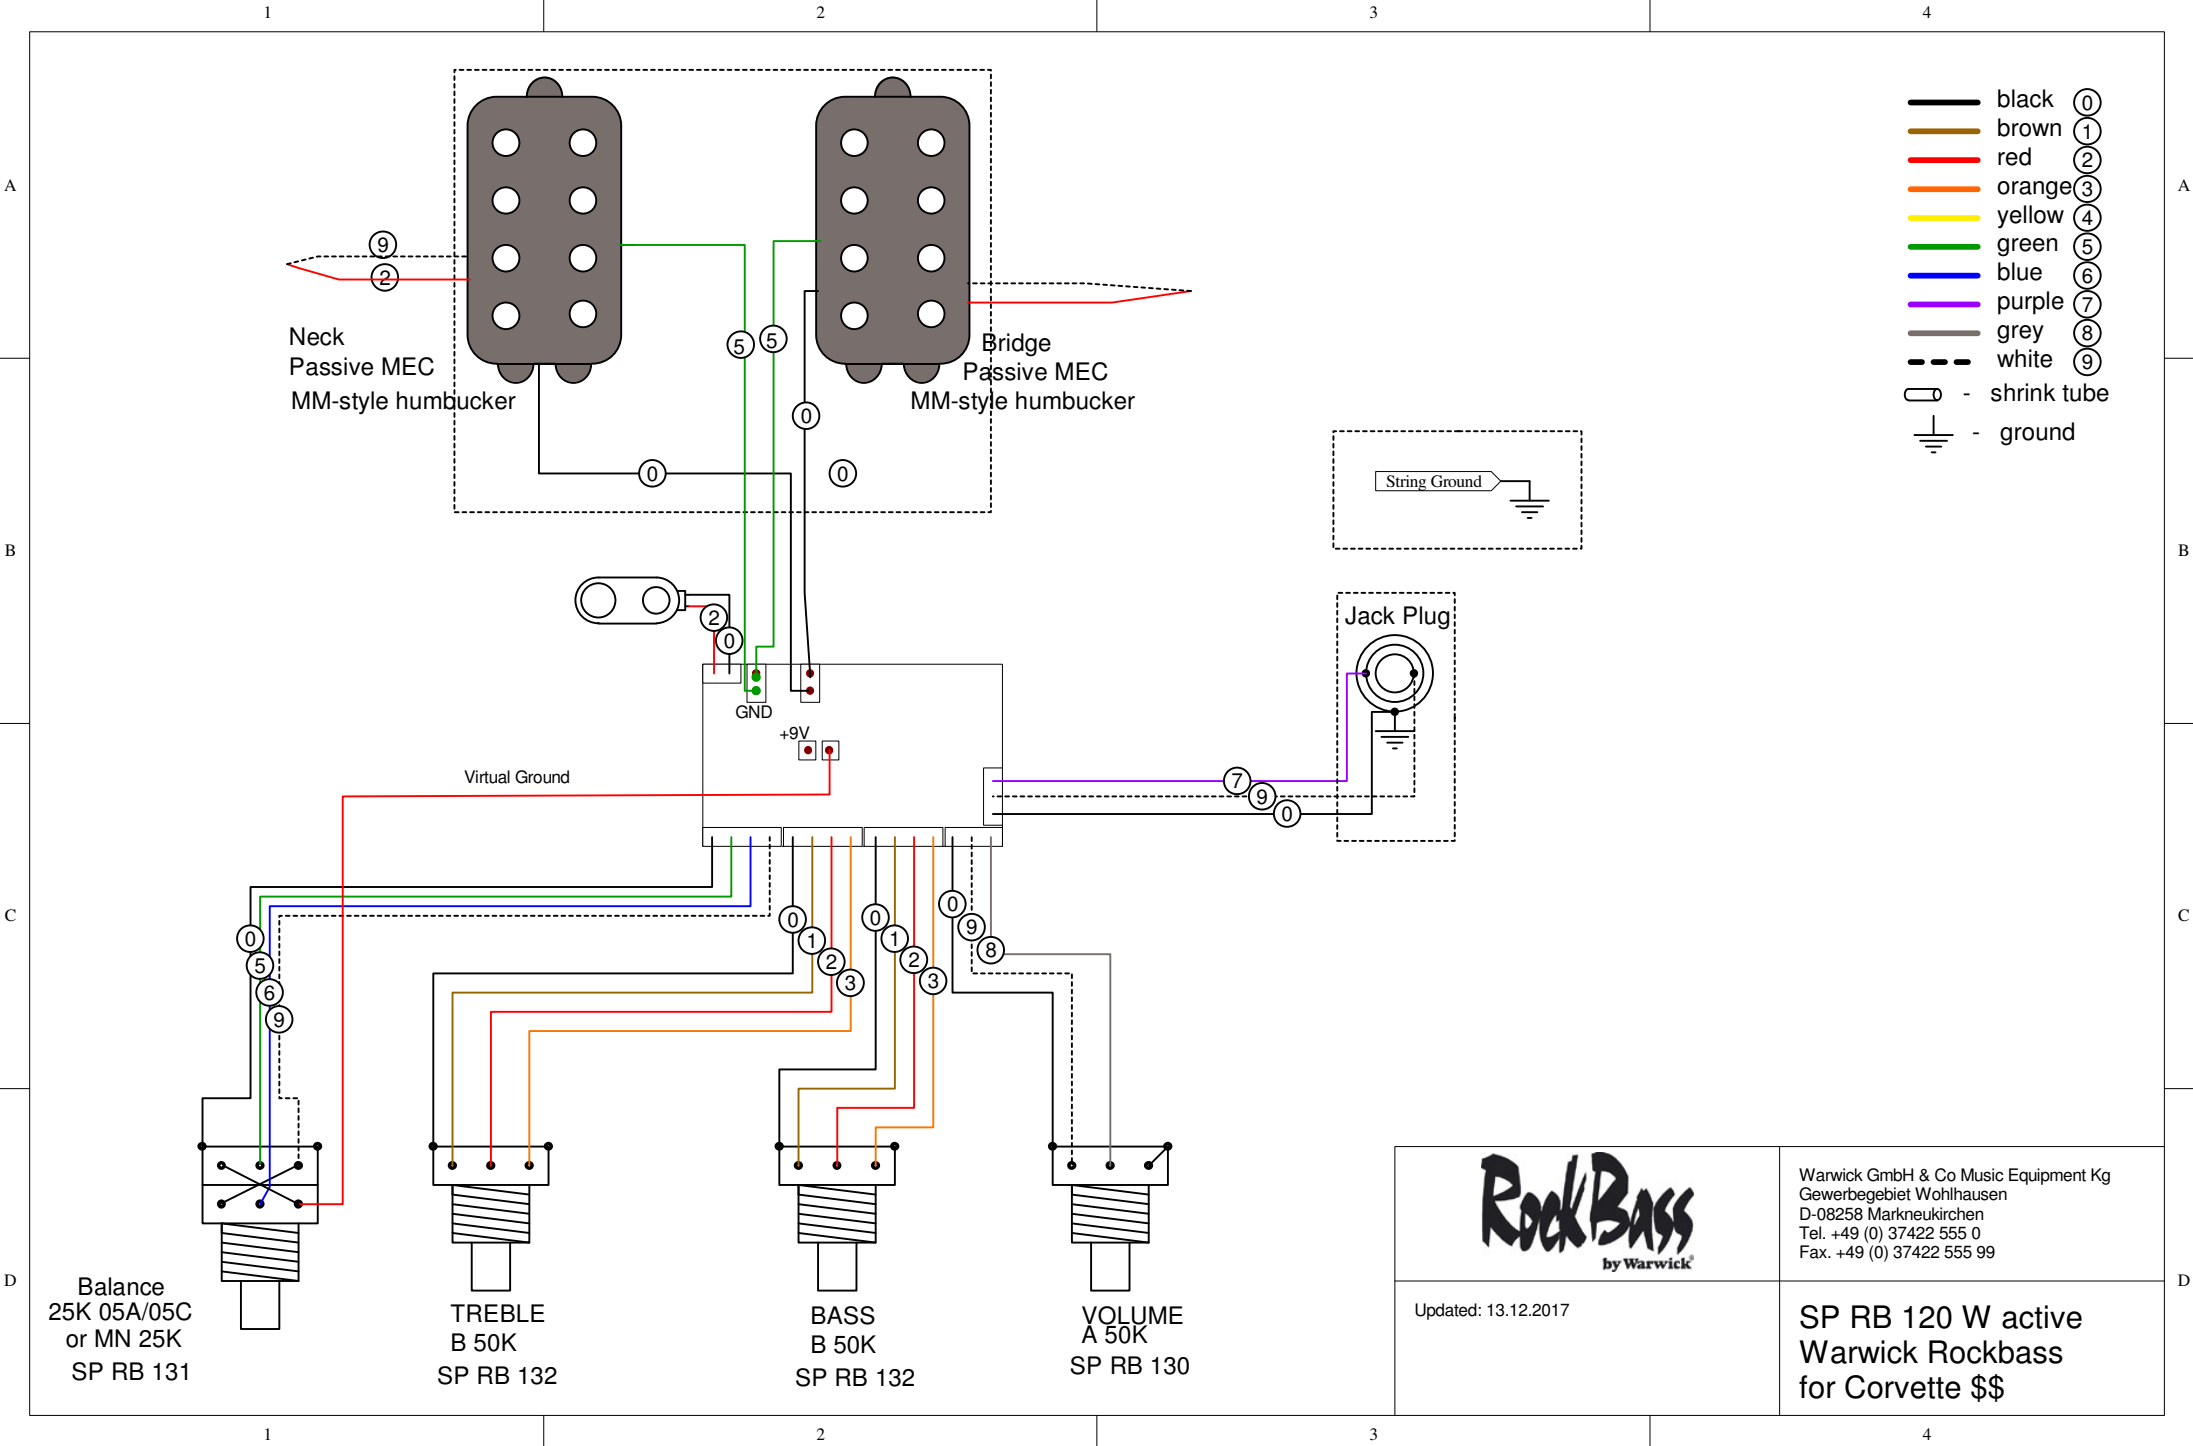 1 2 3 4
A A
B B
C C
D D
black 0
brown 1
red 2
orange 3
yellow 4
green 5
blue 6
purple 7
grey 8
white 9
- shrink tube
- ground
9
2
Neck
Passive MEC
MM-style humbucker
5 5
0
0 0
Bridge
Passive MEC
MM-style humbucker
String Ground
Jack Plug
2
0
GND
+9V
Virtual Ground
7
9
0
0
5
6
9
0
1
2
3
0
1
2
3
0
9
8
Balance
25K 05A/05C
or MN 25K
SP RB 131
TREBLE
B 50K
SP RB 132
BASS
B 50K
SP RB 132
VOLUME
A 50K
SP RB 130
RockBass
by Warwick
Warwick GmbH & Co Music Equipment Kg
Gewerbegebiet Wohlhausen
D-08258 Markneukirchen
Tel. +49 (0) 37422 555 0
Fax. +49 (0) 37422 555 99
Updated: 13.12.2017
SP RB 120 W active
Warwick Rockbass
for Corvette $$
1 2 3 4